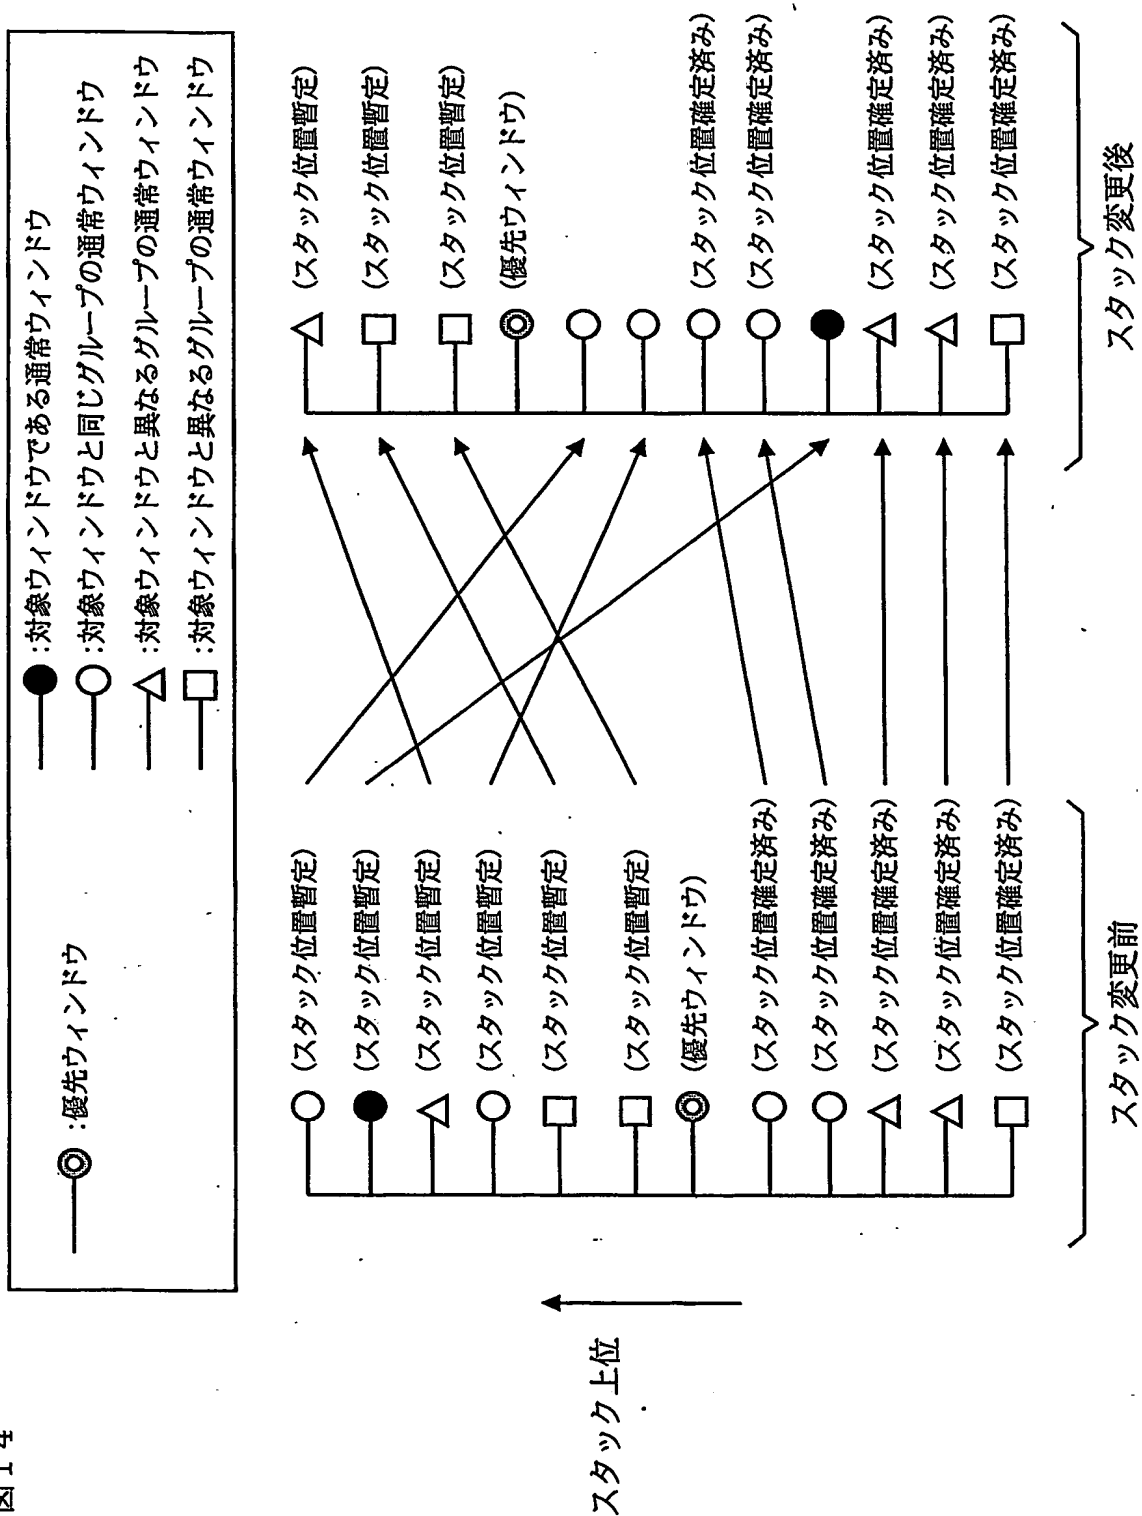 図14
◎:優先ウィンドウ
●:対象ウィンドウである通常ウィンドウ
○:対象ウィンドウと同じグループの通常ウィンドウ
△:対象ウィンドウと異なるグループの通常ウィンドウ
□:対象ウィンドウと異なるグループの通常ウィンドウ
スタック上位
(スタック位置暫定)
(スタック位置暫定)
(スタック位置暫定)
(スタック位置暫定)
(スタック位置暫定)
(スタック位置暫定)
(優先ウィンドウ)
(スタック位置確定済み)
(スタック位置確定済み)
(スタック位置確定済み)
(スタック位置確定済み)
(スタック位置確定済み)
スタック変更前
(スタック位置暫定)
(スタック位置暫定)
(スタック位置暫定)
(優先ウィンドウ)
(スタック位置確定済み)
(スタック位置確定済み)
(スタック位置確定済み)
(スタック位置確定済み)
(スタック位置確定済み)
スタック変更後